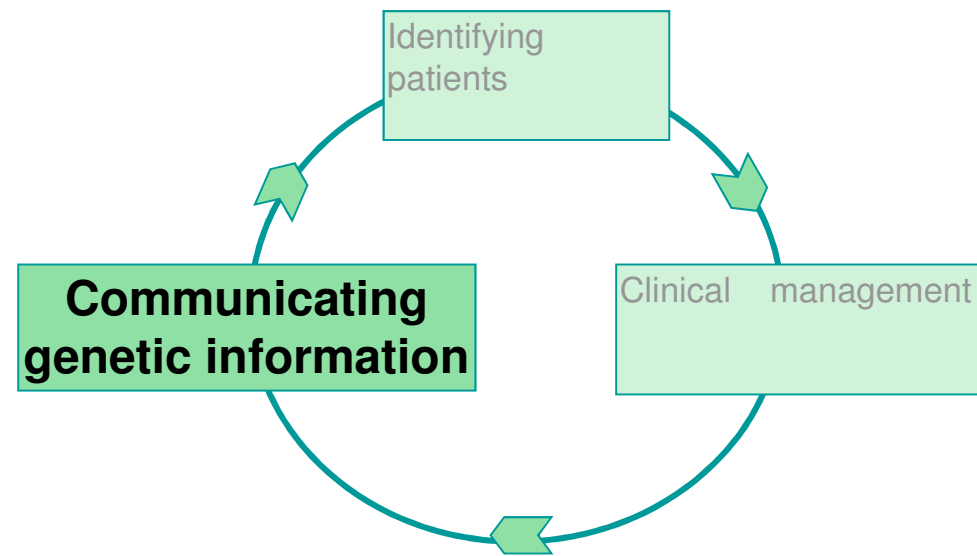 Identifying
patients
Clinical management
Communicating
genetic information